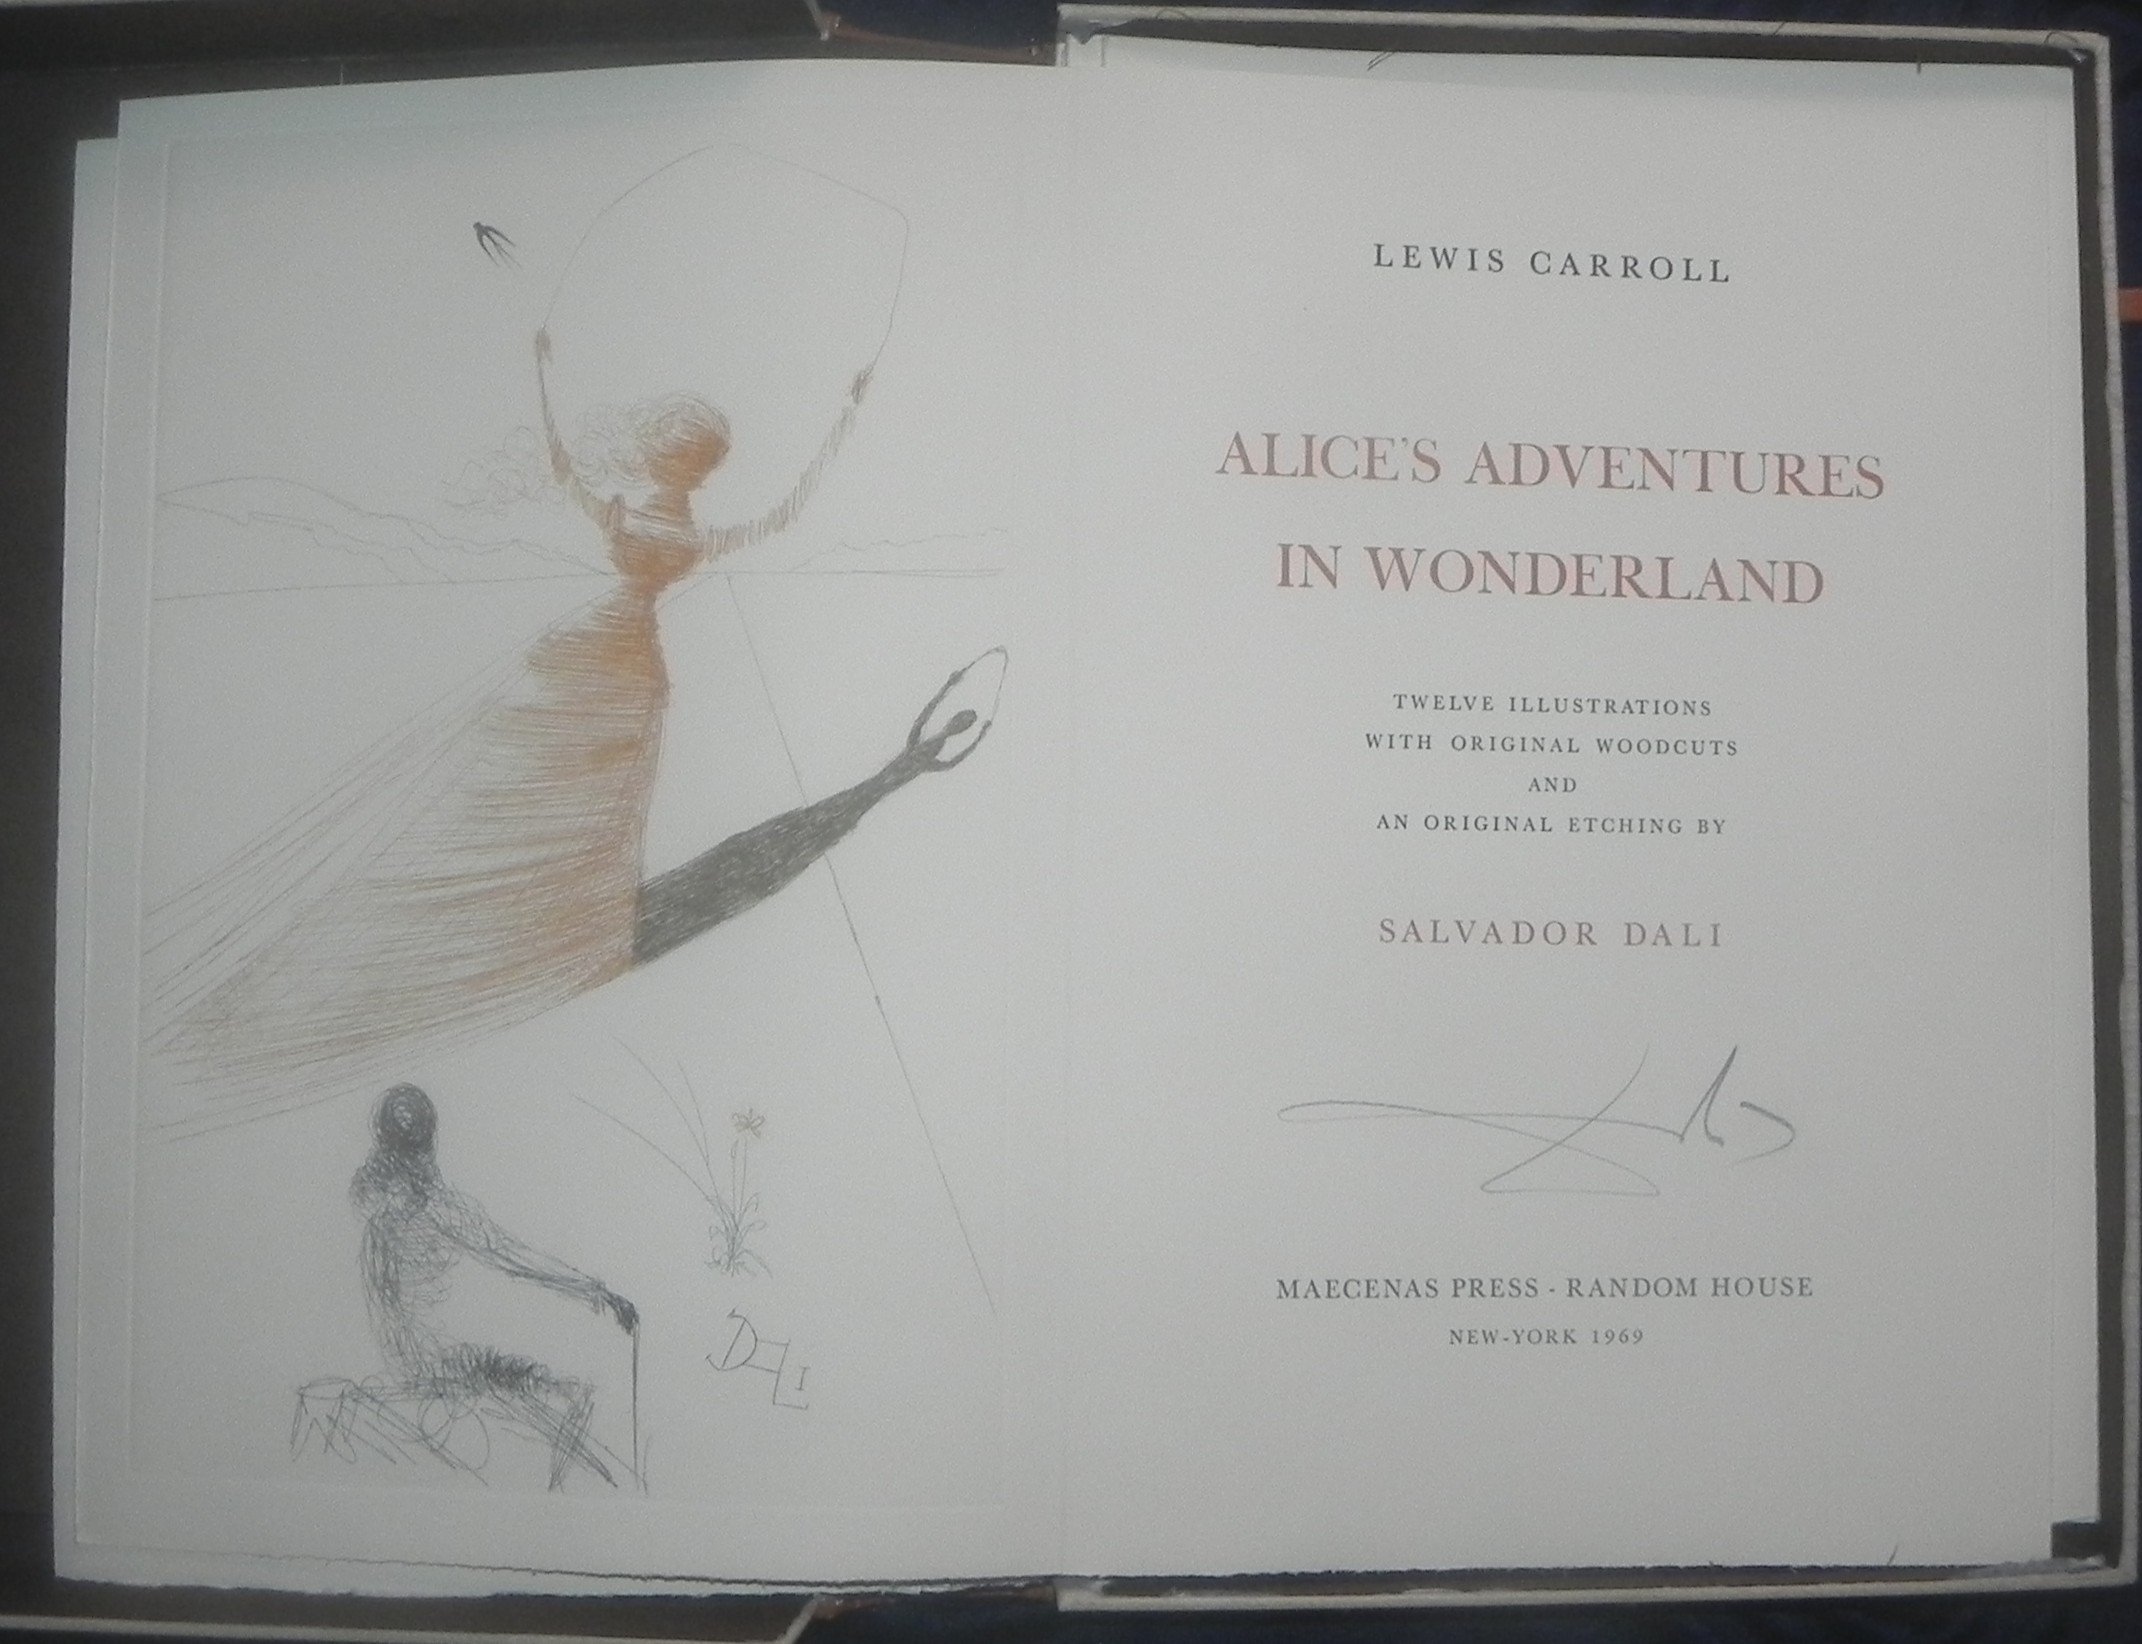 DALI
LEWIS CARROLL
ALICE'S ADVENTURES
IN WONDERLAND
TWELVE ILLUSTRATIONS
WITH ORIGINAL WOODCUTS
AND
AN ORIGINAL ETCHING BY
SALVADOR DALI
MAECENAS PRESS - RANDOM HOUSE
NEW-YORK 1969